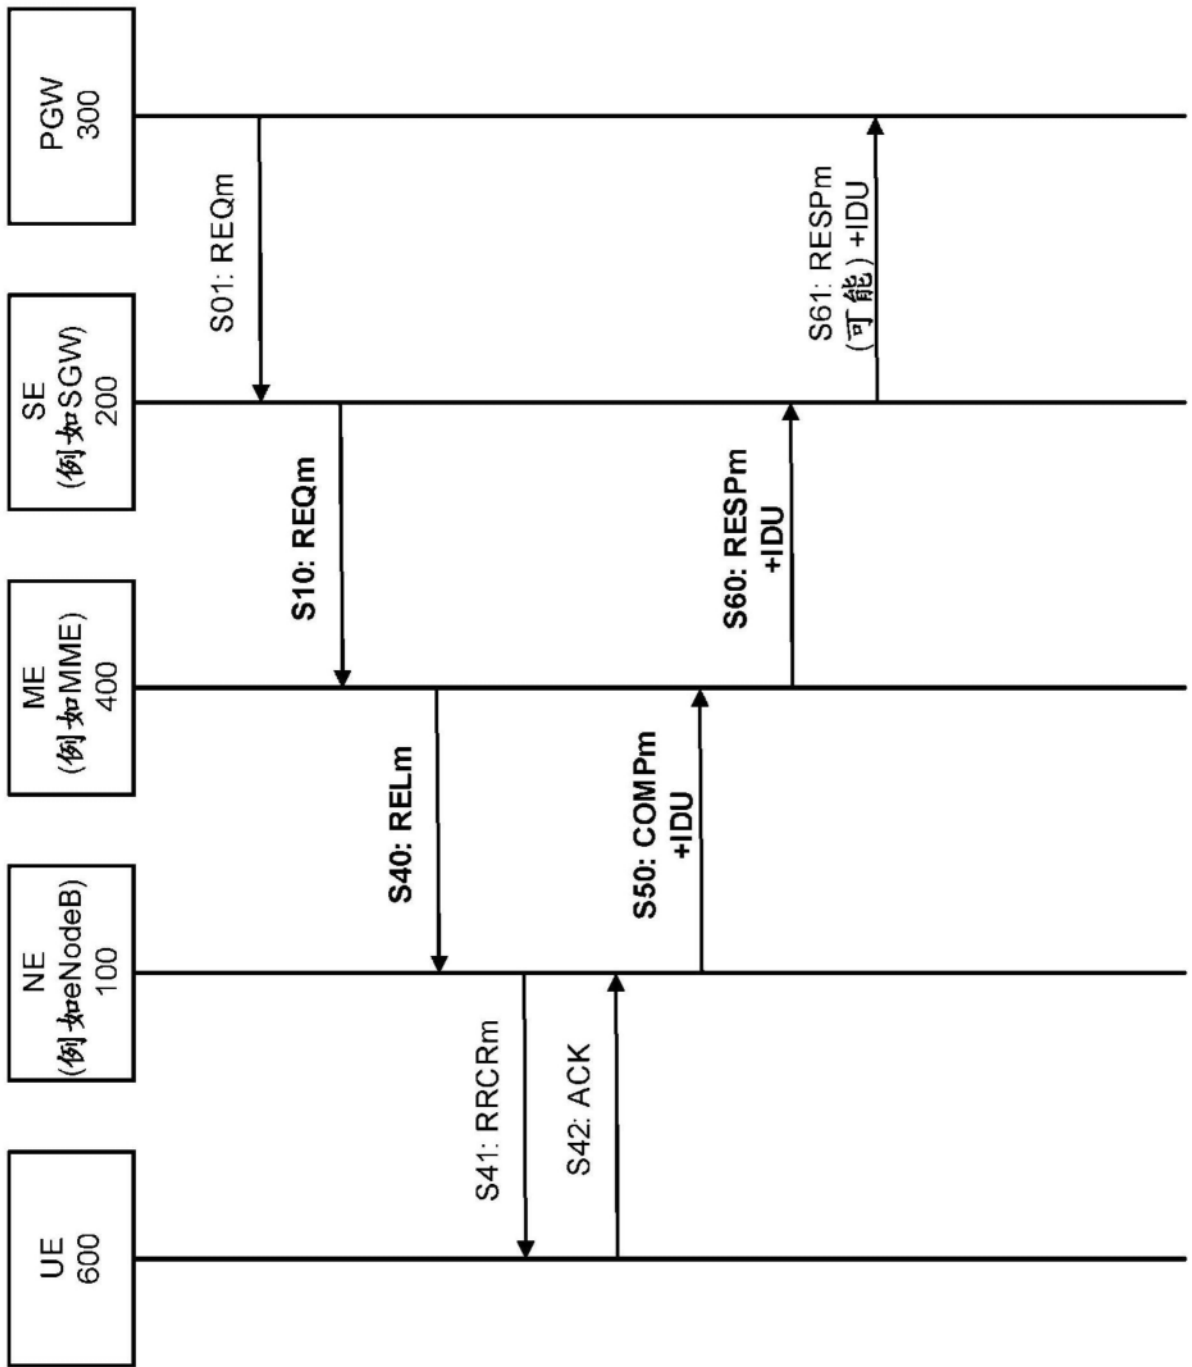 UE
600
NE
(例如eNodeB)
100
ME
(例如MME)
400
SE
(例如SGW)
200
PGW
300
S01: REQm
S10: REQm
S40: RELm
S41: RRCRm
S42: ACK
S50: COMPm
+IDU
S60: RESPm
+IDU
S61: RESPm
(可能) +IDU